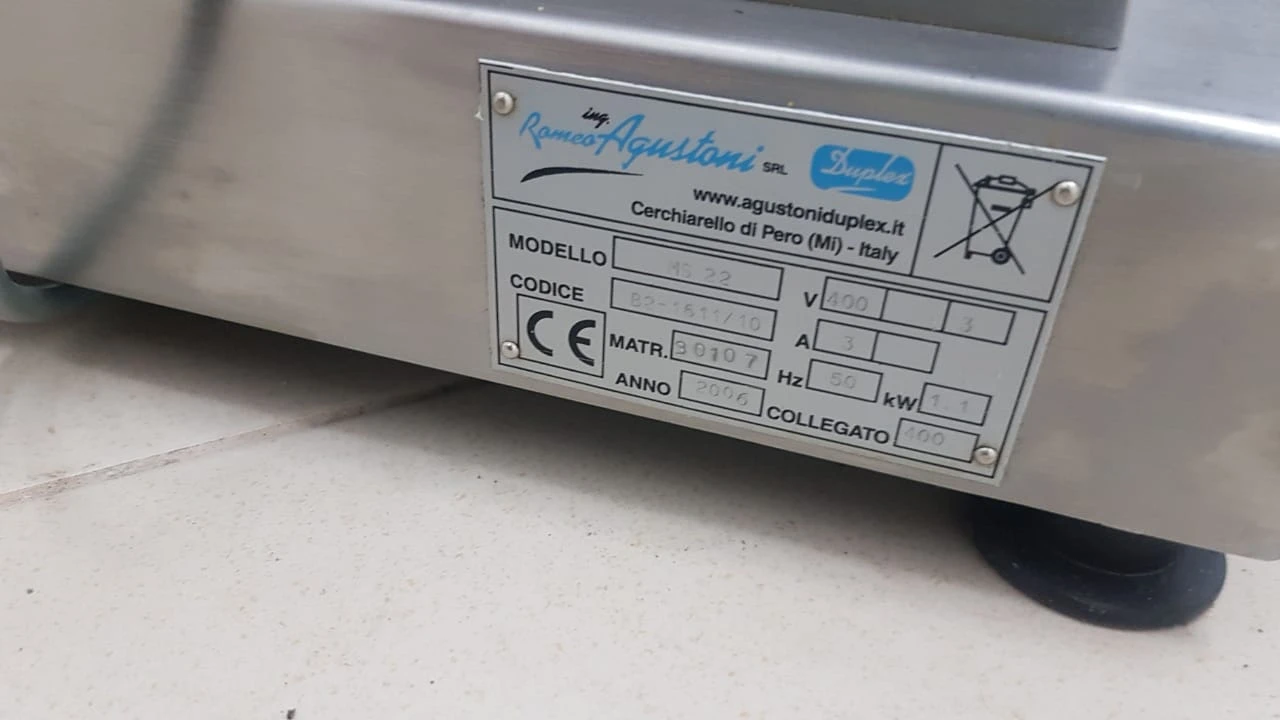 ing.
Romeo Agustoni SRL Duplex
www.agustoniduplex.it
Cerchiarello di Pero (Mi) - Italy
MODELLO MS 22 V 400 3
CODICE 82-1611/10 A 3
CE MATR. 30107 Hz 50 kW 1.1
ANNO 2006 COLLEGATO 400